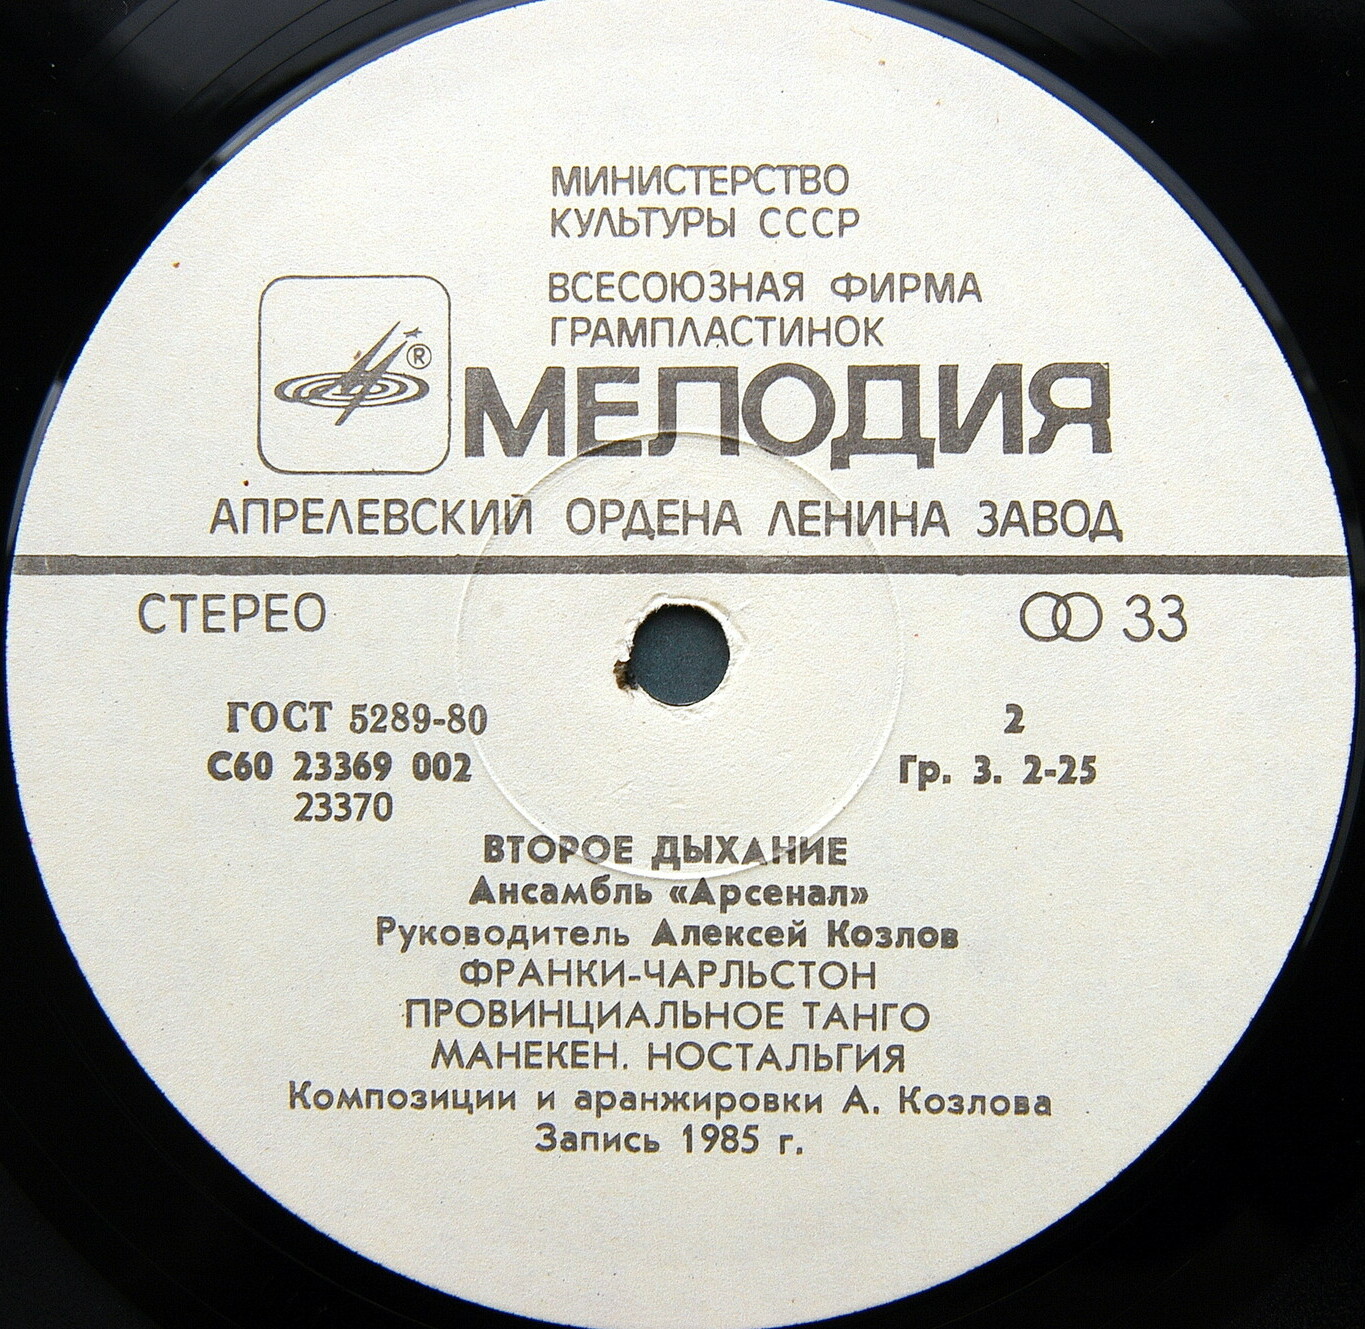 МИНИСТЕРСТВО
КУЛЬТУРЫ СССР
ВСЕСОЮЗНАЯ ФИРМА
ГРАМПЛАСТИНОК
®
МЕЛОДИЯ
АПРЕЛЕВСКИЙ ОРДЕНА ЛЕНИНА ЗАВОД
СТЕРЕО 33
ГОСТ 5289-80 2
С60 23369 002 Гр. 3. 2-25
23370
ВТОРОЕ ДЫХАНИЕ
Ансамбль «Арсенал»
Руководитель Алексей Козлов
ФРАНКИ-ЧАРЛЬСТОН
ПРОВИНЦИАЛЬНОЕ ТАНГО
МАНЕКЕН. НОСТАЛЬГИЯ
Композиции и аранжировки А. Козлова
Запись 1985 г.